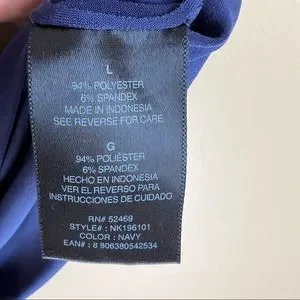 L
94% POLYESTER
6% SPANDEX
MADE IN INDONESIA
SEE REVERSE FOR CARE
G
94% POLIÉSTER
6% SPANDEX
HECHO EN INDONESIA
VER EL REVERSO PARA
INSTRUCCIONES DE CUIDADO
RN# 52469
STYLE# : NK196101
COLOR : NAVY
EAN# : 8 806380542534